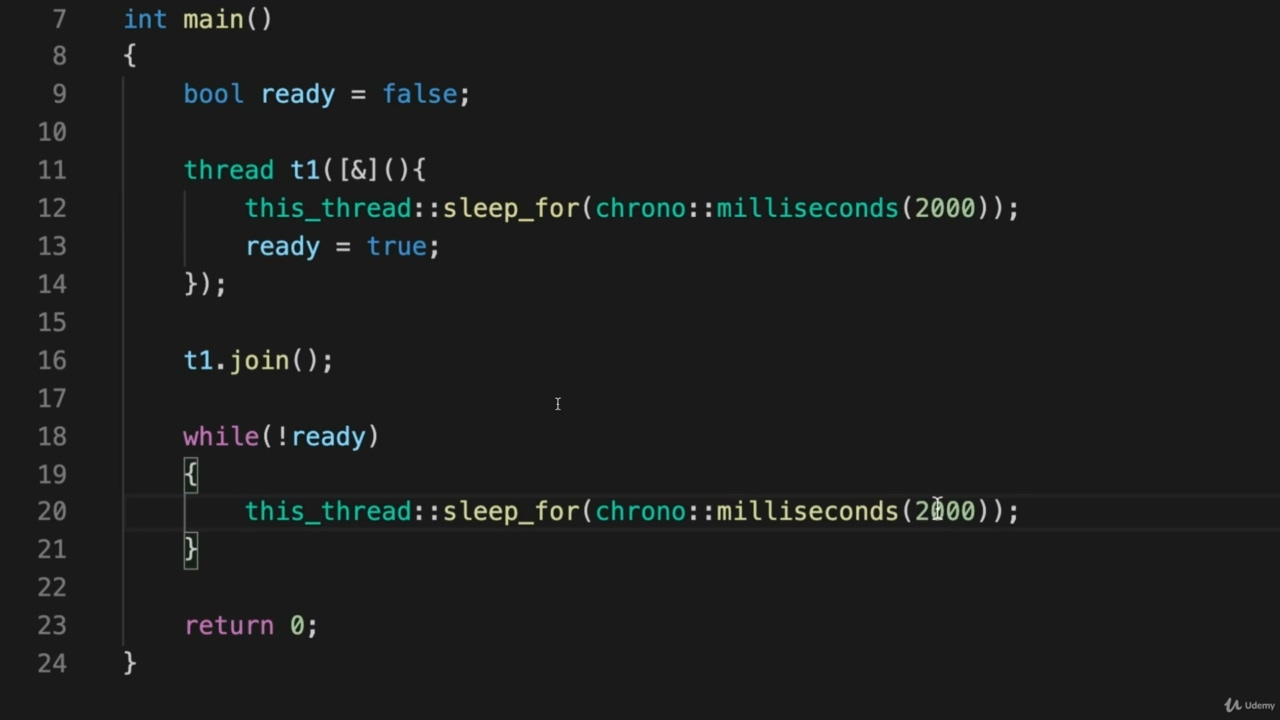 7 int main()
8 {
9 bool ready = false;
10
11 thread t1([&](){
12 this_thread::sleep_for(chrono::milliseconds(2000));
13 ready = true;
14 });
15
16 t1.join();
17
18 while(!ready)
19 {
20 this_thread::sleep_for(chrono::milliseconds(2000));
21 }
22
23 return 0;
24 }
Udemy